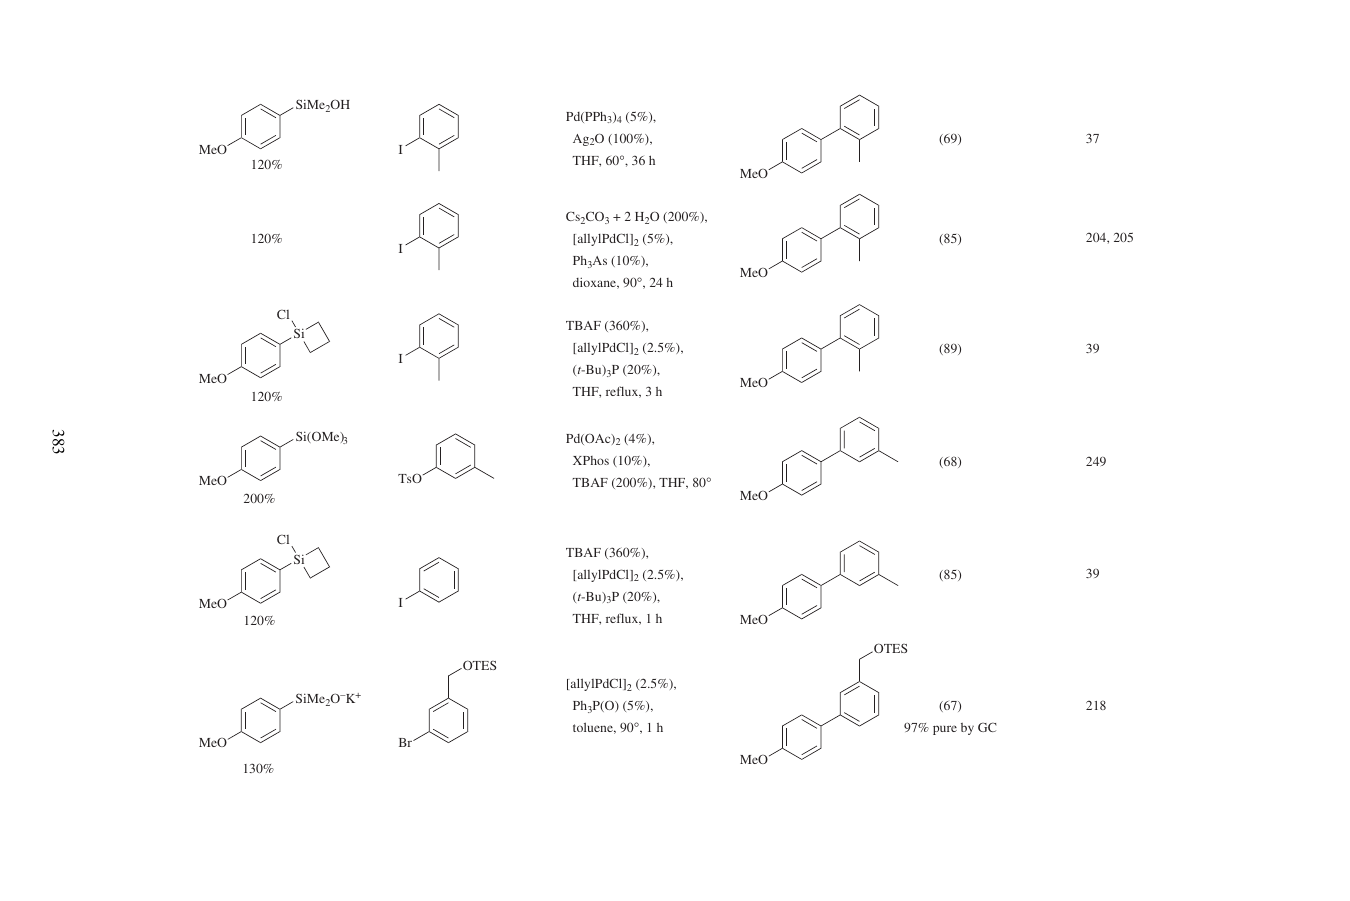 SiMe2OH
MeO
120%
I
Pd(PPh3)4 (5%),
Ag2O (100%),
THF, 60°, 36 h
MeO
(69)
37
120%
I
Cs2CO3 + 2 H2O (200%),
[allylPdCl]2 (5%),
Ph3As (10%),
dioxane, 90°, 24 h
MeO
(85)
204, 205
Cl
Si
MeO
120%
I
TBAF (360%),
[allylPdCl]2 (2.5%),
(t-Bu)3P (20%),
THF, reflux, 3 h
MeO
(89)
39
383
Si(OMe)3
MeO
200%
TsO
Pd(OAc)2 (4%),
XPhos (10%),
TBAF (200%), THF, 80°
MeO
(68)
249
Cl
Si
MeO
120%
I
TBAF (360%),
[allylPdCl]2 (2.5%),
(t-Bu)3P (20%),
THF, reflux, 1 h
MeO
(85)
39
SiMe2O–K+
MeO
130%
OTES
Br
[allylPdCl]2 (2.5%),
Ph3P(O) (5%),
toluene, 90°, 1 h
OTES
MeO
(67)
97% pure by GC
218